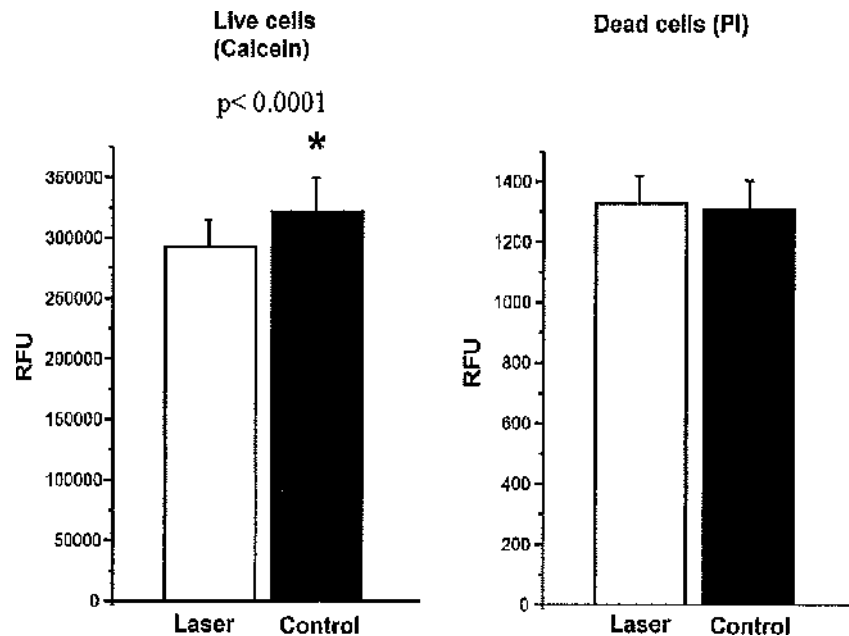 Live cells
(Calcein)
p< 0.0001
*
RFU
350000
300000
250000
200000
150000
100000
50000
0
Laser Control
Dead cells (PI)
RFU
1400
1200
1000
800
600
400
200
0
Laser Control